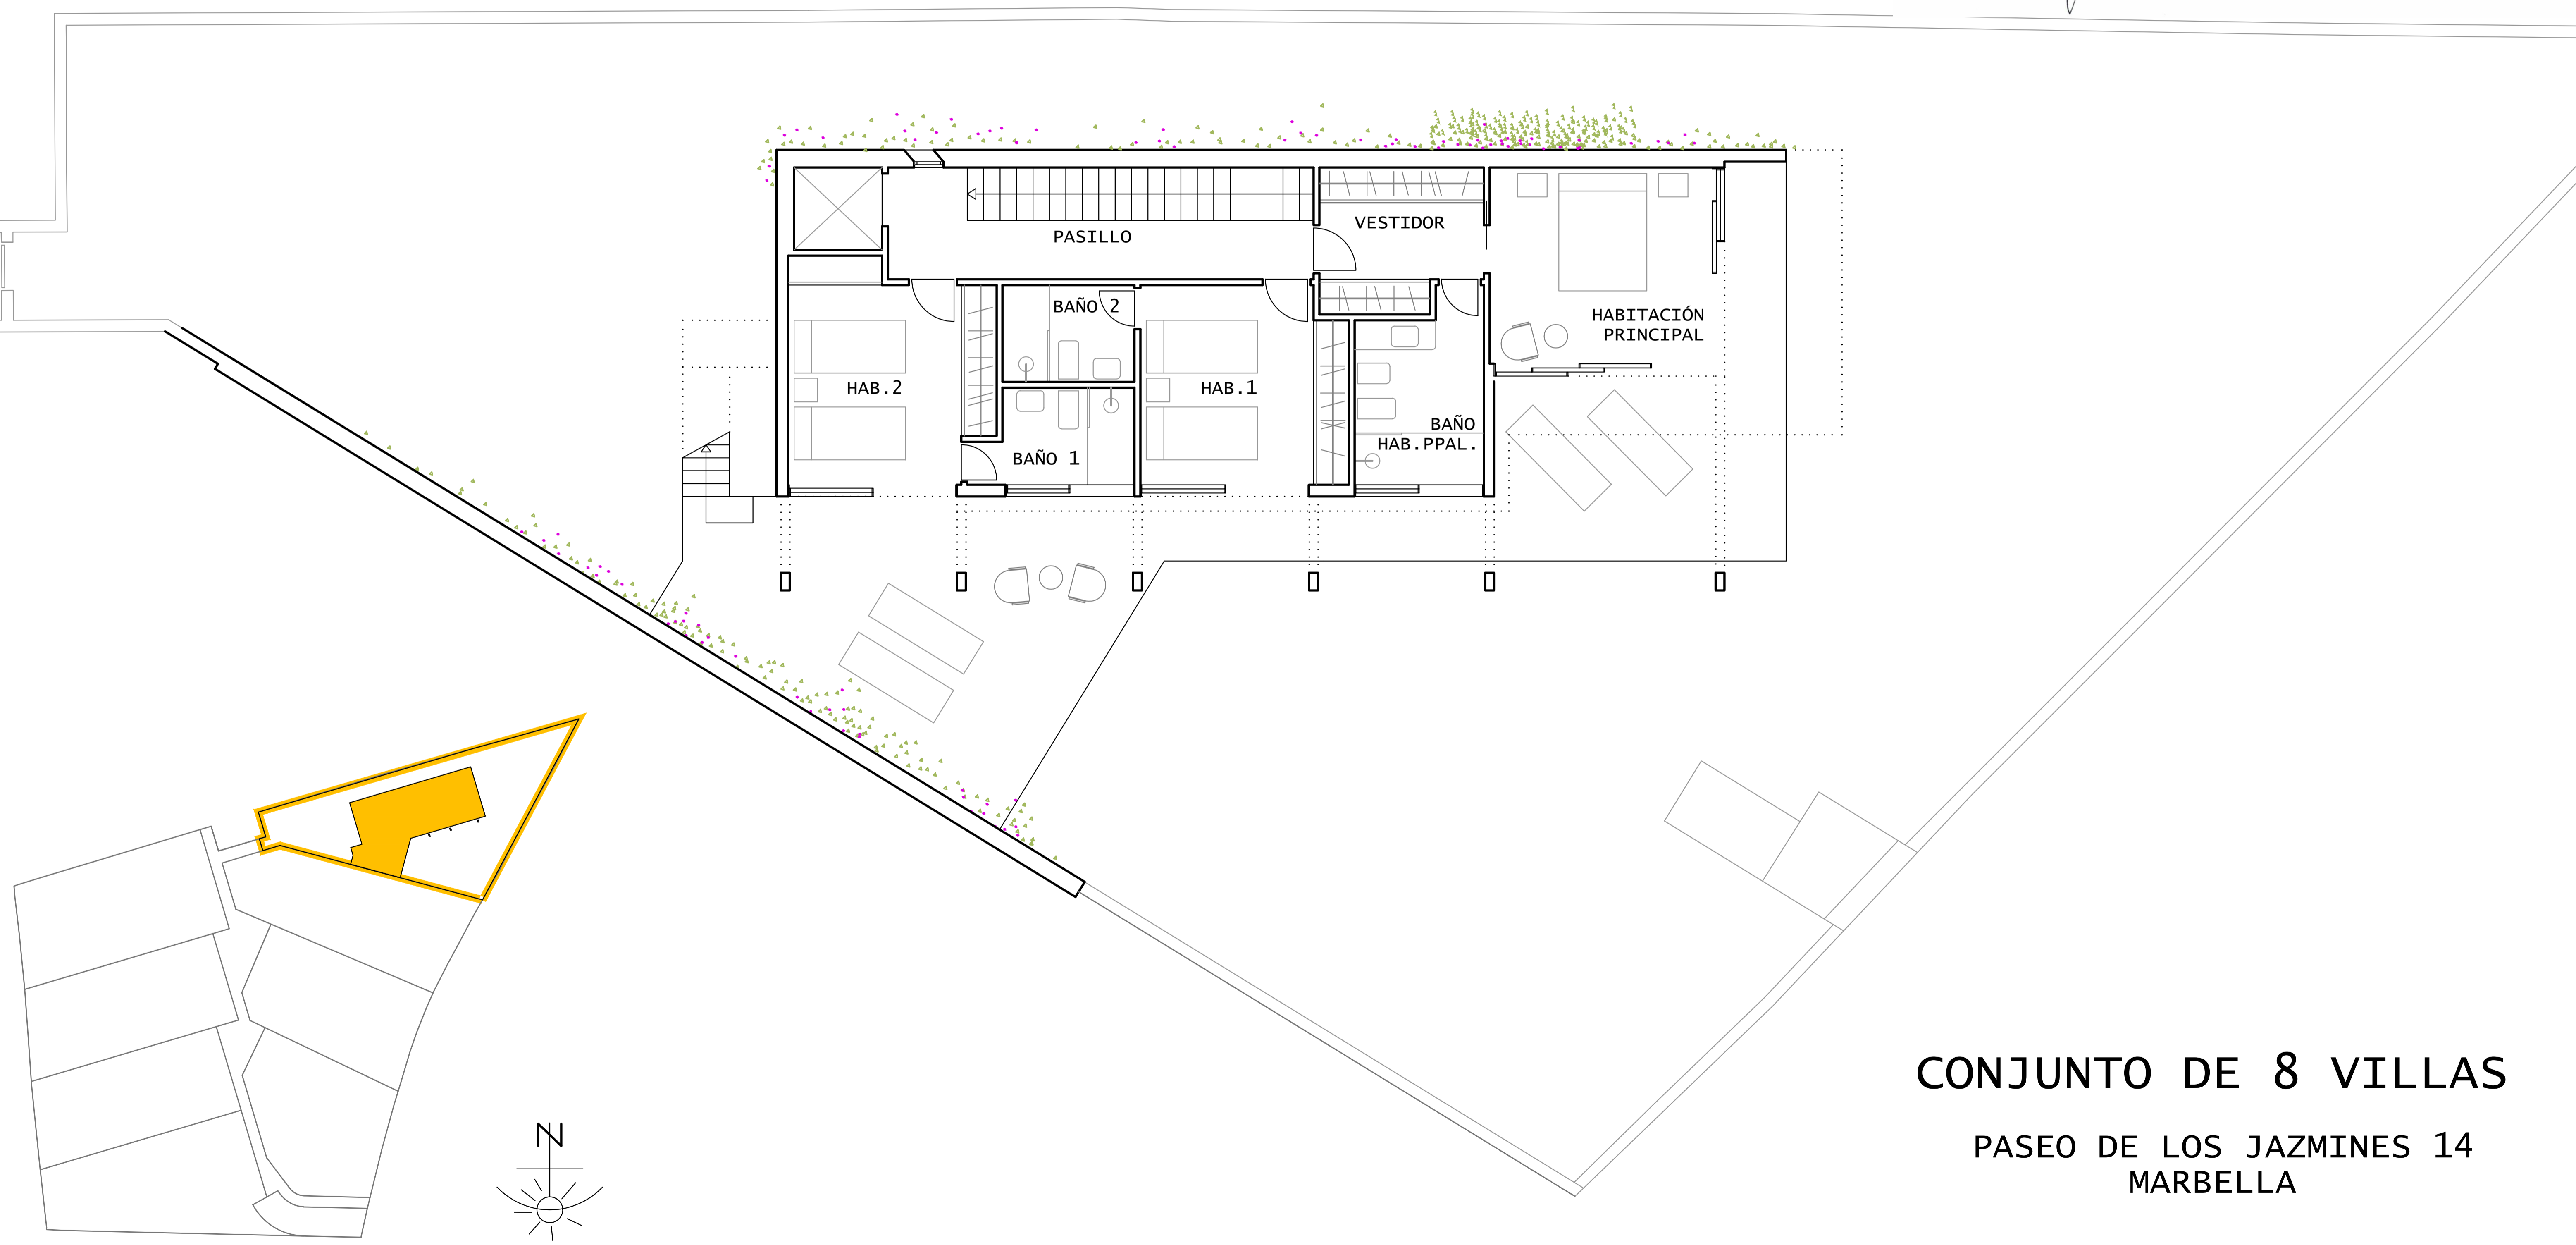 PASILLO
VESTIDOR
BAÑO 2
HABITACIÓN
PRINCIPAL
HAB.2
HAB.1
BAÑO
HAB.PPAL.
BAÑO 1
N
CONJUNTO DE 8 VILLAS
PASEO DE LOS JAZMINES 14
MARBELLA